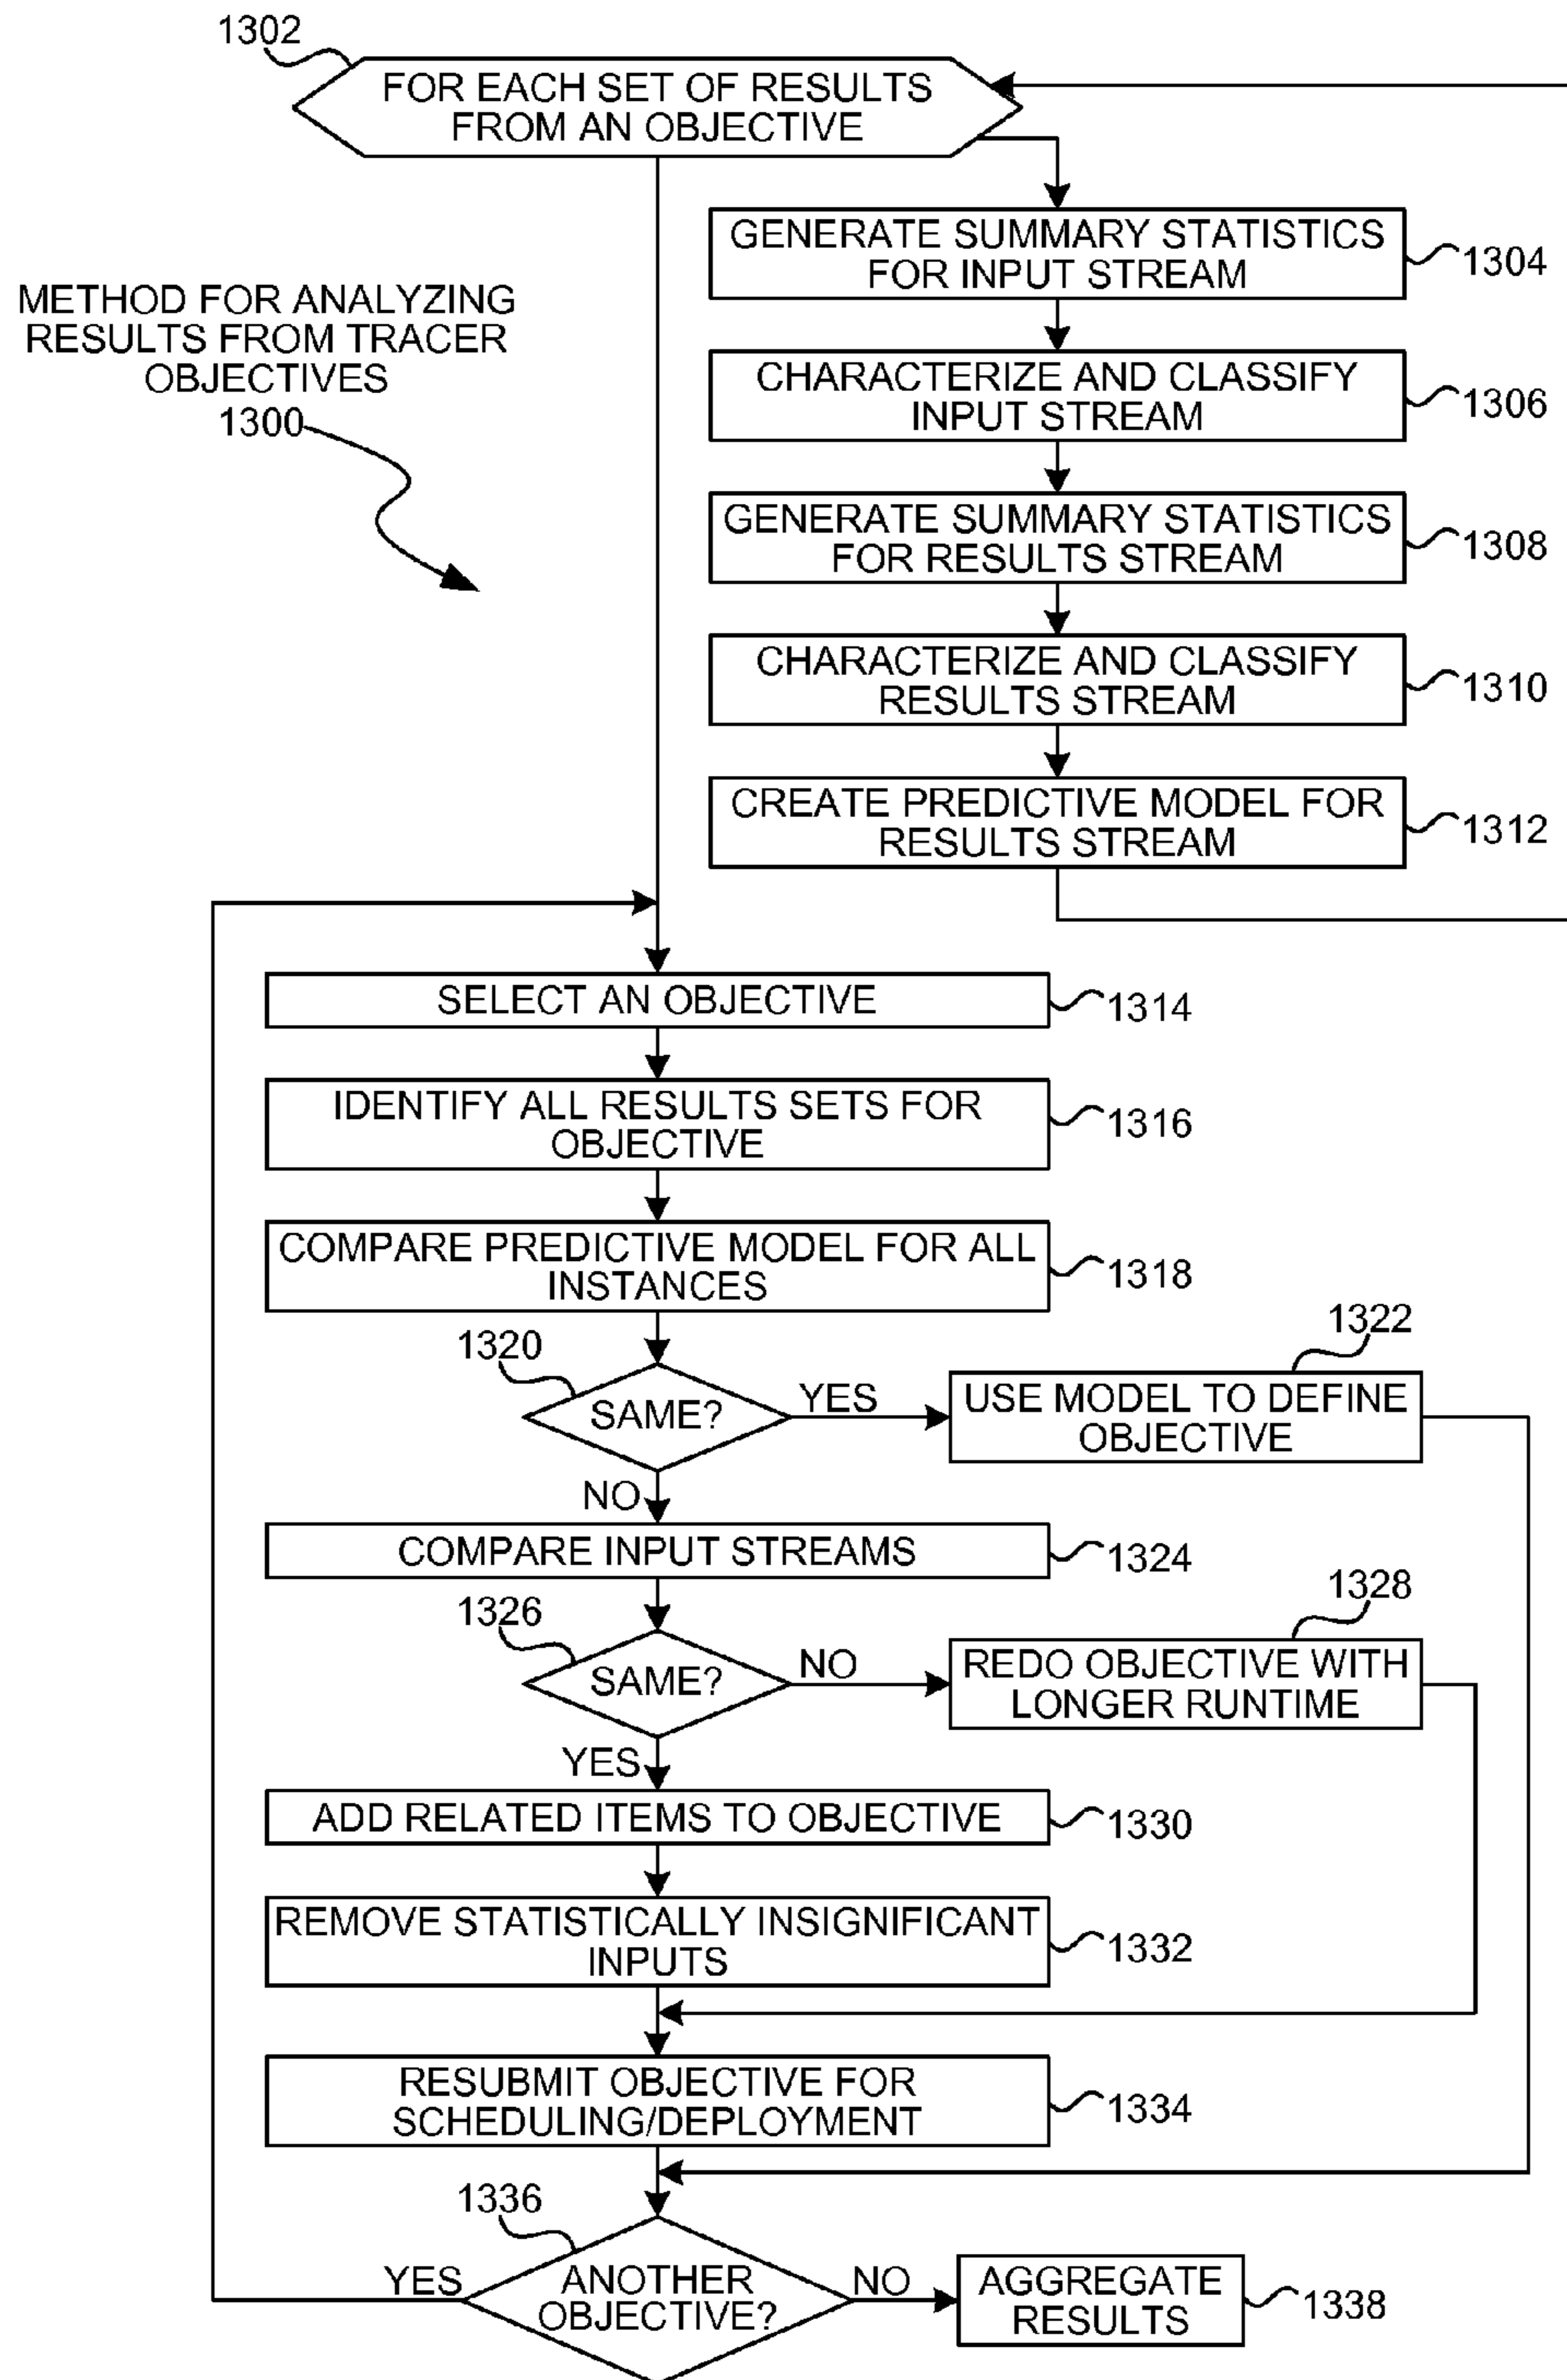 1302
FOR EACH SET OF RESULTS
FROM AN OBJECTIVE
METHOD FOR ANALYZING
RESULTS FROM TRACER
OBJECTIVES
1300
GENERATE SUMMARY STATISTICS
FOR INPUT STREAM
1304
CHARACTERIZE AND CLASSIFY
INPUT STREAM
1306
GENERATE SUMMARY STATISTICS
FOR RESULTS STREAM
1308
CHARACTERIZE AND CLASSIFY
RESULTS STREAM
1310
CREATE PREDICTIVE MODEL FOR
RESULTS STREAM
1312
SELECT AN OBJECTIVE
1314
IDENTIFY ALL RESULTS SETS FOR
OBJECTIVE
1316
COMPARE PREDICTIVE MODEL FOR ALL
INSTANCES
1318
1320
SAME?
YES
1322
USE MODEL TO DEFINE
OBJECTIVE
NO
COMPARE INPUT STREAMS
1324
1326
SAME?
NO
1328
REDO OBJECTIVE WITH
LONGER RUNTIME
YES
ADD RELATED ITEMS TO OBJECTIVE
1330
REMOVE STATISTICALLY INSIGNIFICANT
INPUTS
1332
RESUBMIT OBJECTIVE FOR
SCHEDULING/DEPLOYMENT
1334
1336
YES
ANOTHER
OBJECTIVE?
NO
AGGREGATE
RESULTS
1338